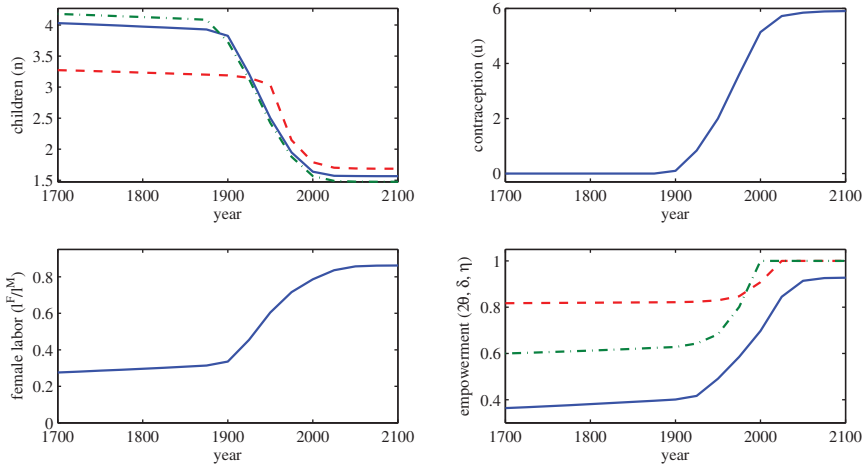 4
3.5
3
2.5
2
1.5
children (n)
1700 1800 1900 2000 2100
year
6
4
2
0
contraception (u)
1700 1800 1900 2000 2100
year
0.8
0.6
0.4
0.2
0
female labor (l^F/l^M)
1700 1800 1900 2000 2100
year
1
0.8
0.6
0.4
empowerment (2θ, δ, η)
1700 1800 1900 2000 2100
year